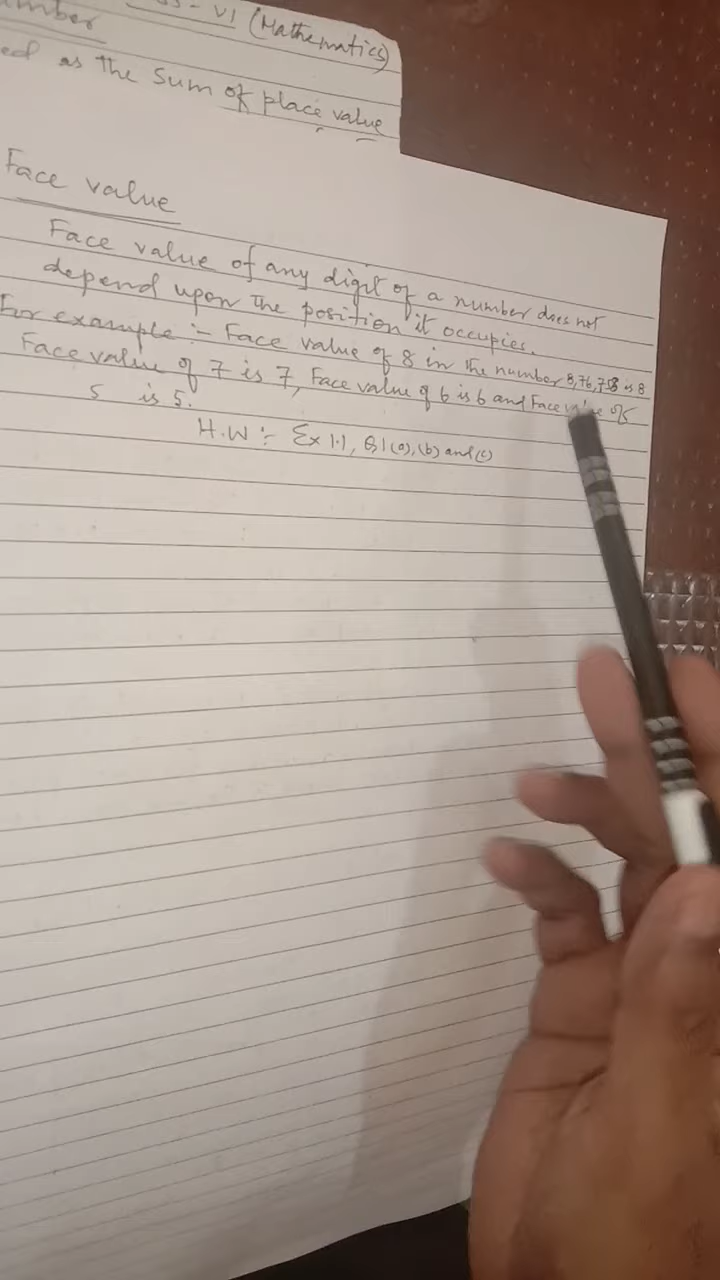 VI (Mathematics)
as the sum of place value
Face value
Face value of any digit of a number does not
depend upon the position it occupies.
For example :- Face value of 8 in the number 8,76, is 8
Face value of 7 is 7, Face value of 6 is 6 and Face value of
5 is 5.
H.W :- Ex 1.1, Q,1(a),(b) and (c)